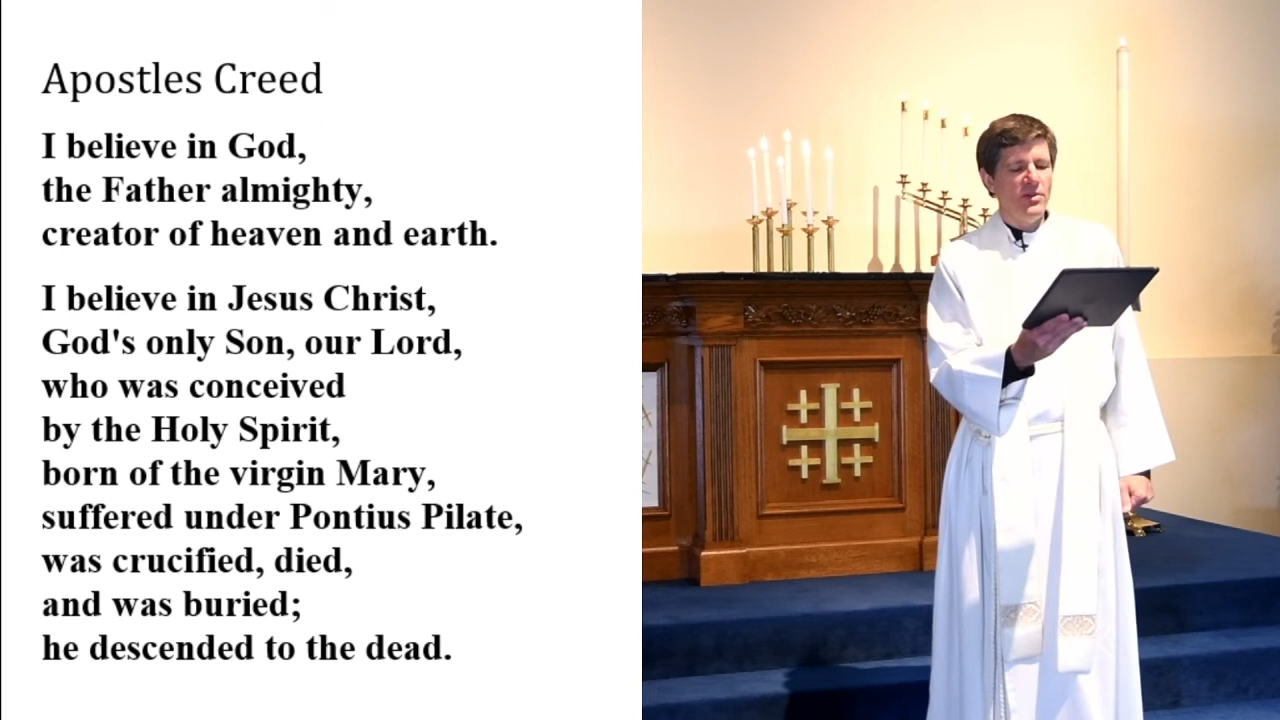 Apostles Creed
I believe in God,
the Father almighty,
creator of heaven and earth.
I believe in Jesus Christ,
God's only Son, our Lord,
who was conceived
by the Holy Spirit,
born of the virgin Mary,
suffered under Pontius Pilate,
was crucified, died,
and was buried;
he descended to the dead.